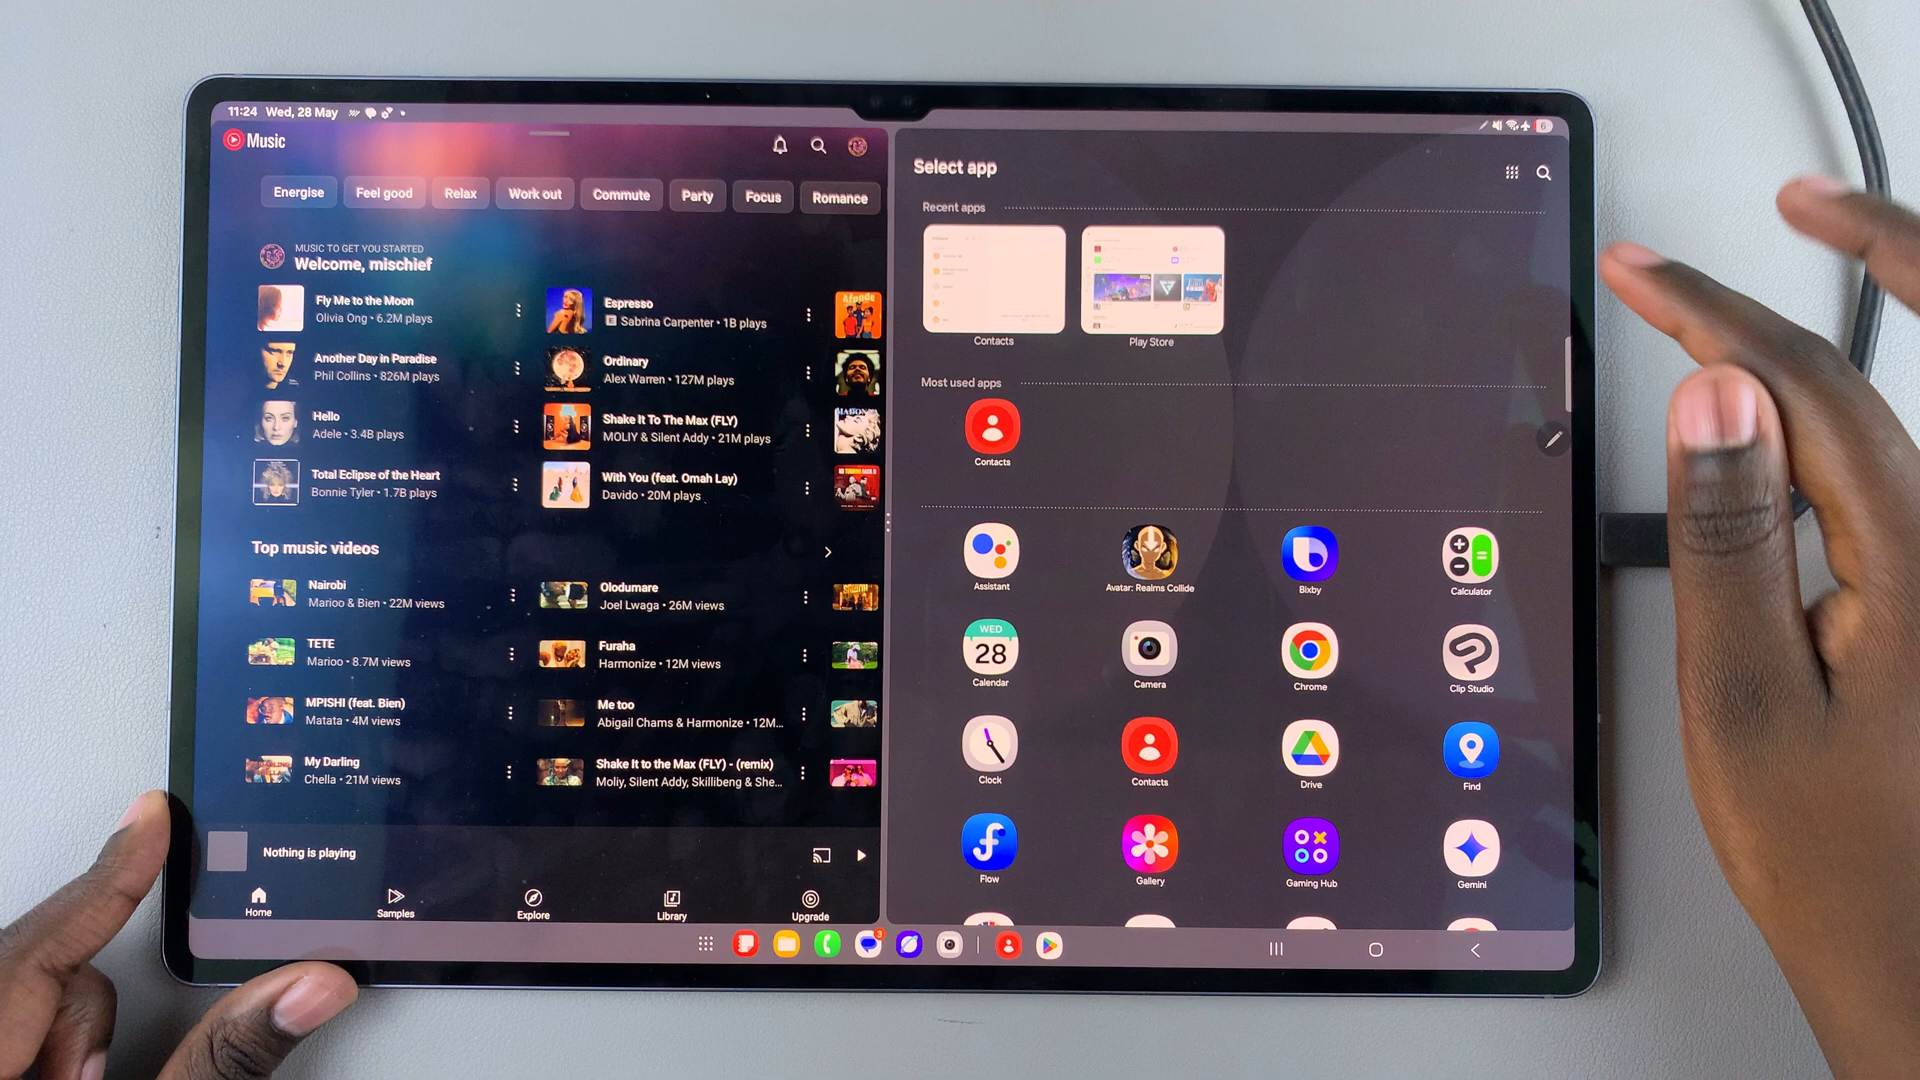 11:24 Wed, 28 May
6
Music
Energise Feel good Relax Work out Commute Party Focus Romance
MUSIC TO GET YOU STARTED
Welcome, mischief
Fly Me to the Moon
Olivia Ong • 6.2M plays
Another Day in Paradise
Phil Collins • 826M plays
Hello
Adele • 3.4B plays
Total Eclipse of the Heart
Bonnie Tyler • 1.7B plays
Espresso
E Sabrina Carpenter • 1B plays
Ordinary
Alex Warren • 127M plays
Shake It To The Max (FLY)
MOLIY & Silent Addy • 21M plays
With You (feat. Omah Lay)
Davido • 20M plays
Top music videos
Nairobi
Marioo & Bien • 22M views
TETE
Marioo • 8.7M views
MPISHI (feat. Bien)
Matata • 4M views
My Darling
Chella • 21M views
Olodumare
Joel Lwaga • 26M views
Furaha
Harmonize • 12M views
Me too
Abigail Chams & Harmonize • 12M...
Shake It to the Max (FLY) - (remix)
Moliy, Silent Addy, Skillibeng & She...
Nothing is playing
Home Samples Explore Library Upgrade
Select app
Recent apps
Contacts Play Store
Most used apps
Contacts
Assistant Avatar: Realms Collide Bixby Calculator
WED
28
Calendar Camera Chrome Clip Studio
Clock Contacts Drive Find
Flow Gallery Gaming Hub Gemini
3